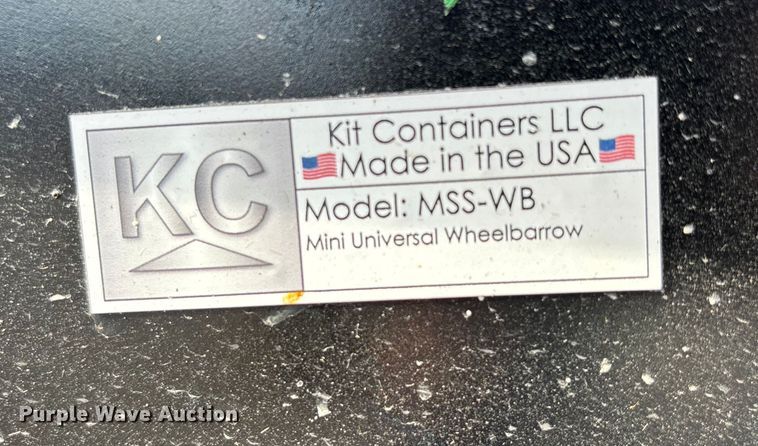 KC
Kit Containers LLC
Made in the USA
Model: MSS-WB
Mini Universal Wheelbarrow
Purple Wave Auction